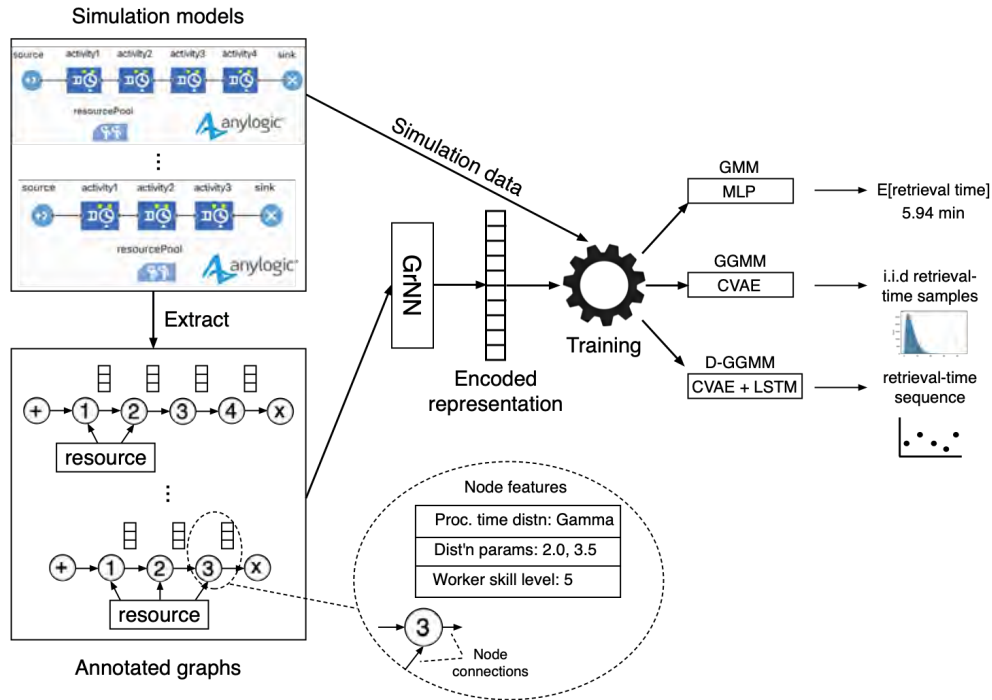 Simulation models
source activity1 activity2 activity3 activity4 sink
resourcePool
anylogic
source activity1 activity2 activity3 sink
resourcePool
anylogic
Extract
+ 1 2 3 4 x
resource
+ 1 2 3 x
resource
Annotated graphs
Simulation data
GrNN
Encoded
representation
Training
GMM
MLP
E[retrieval time]
5.94 min
GGMM
CVAE
i.i.d retrieval-
time samples
D-GGMM
CVAE + LSTM
retrieval-time
sequence
Node features
Proc. time distn: Gamma
Dist'n params: 2.0, 3.5
Worker skill level: 5
3
Node
connections